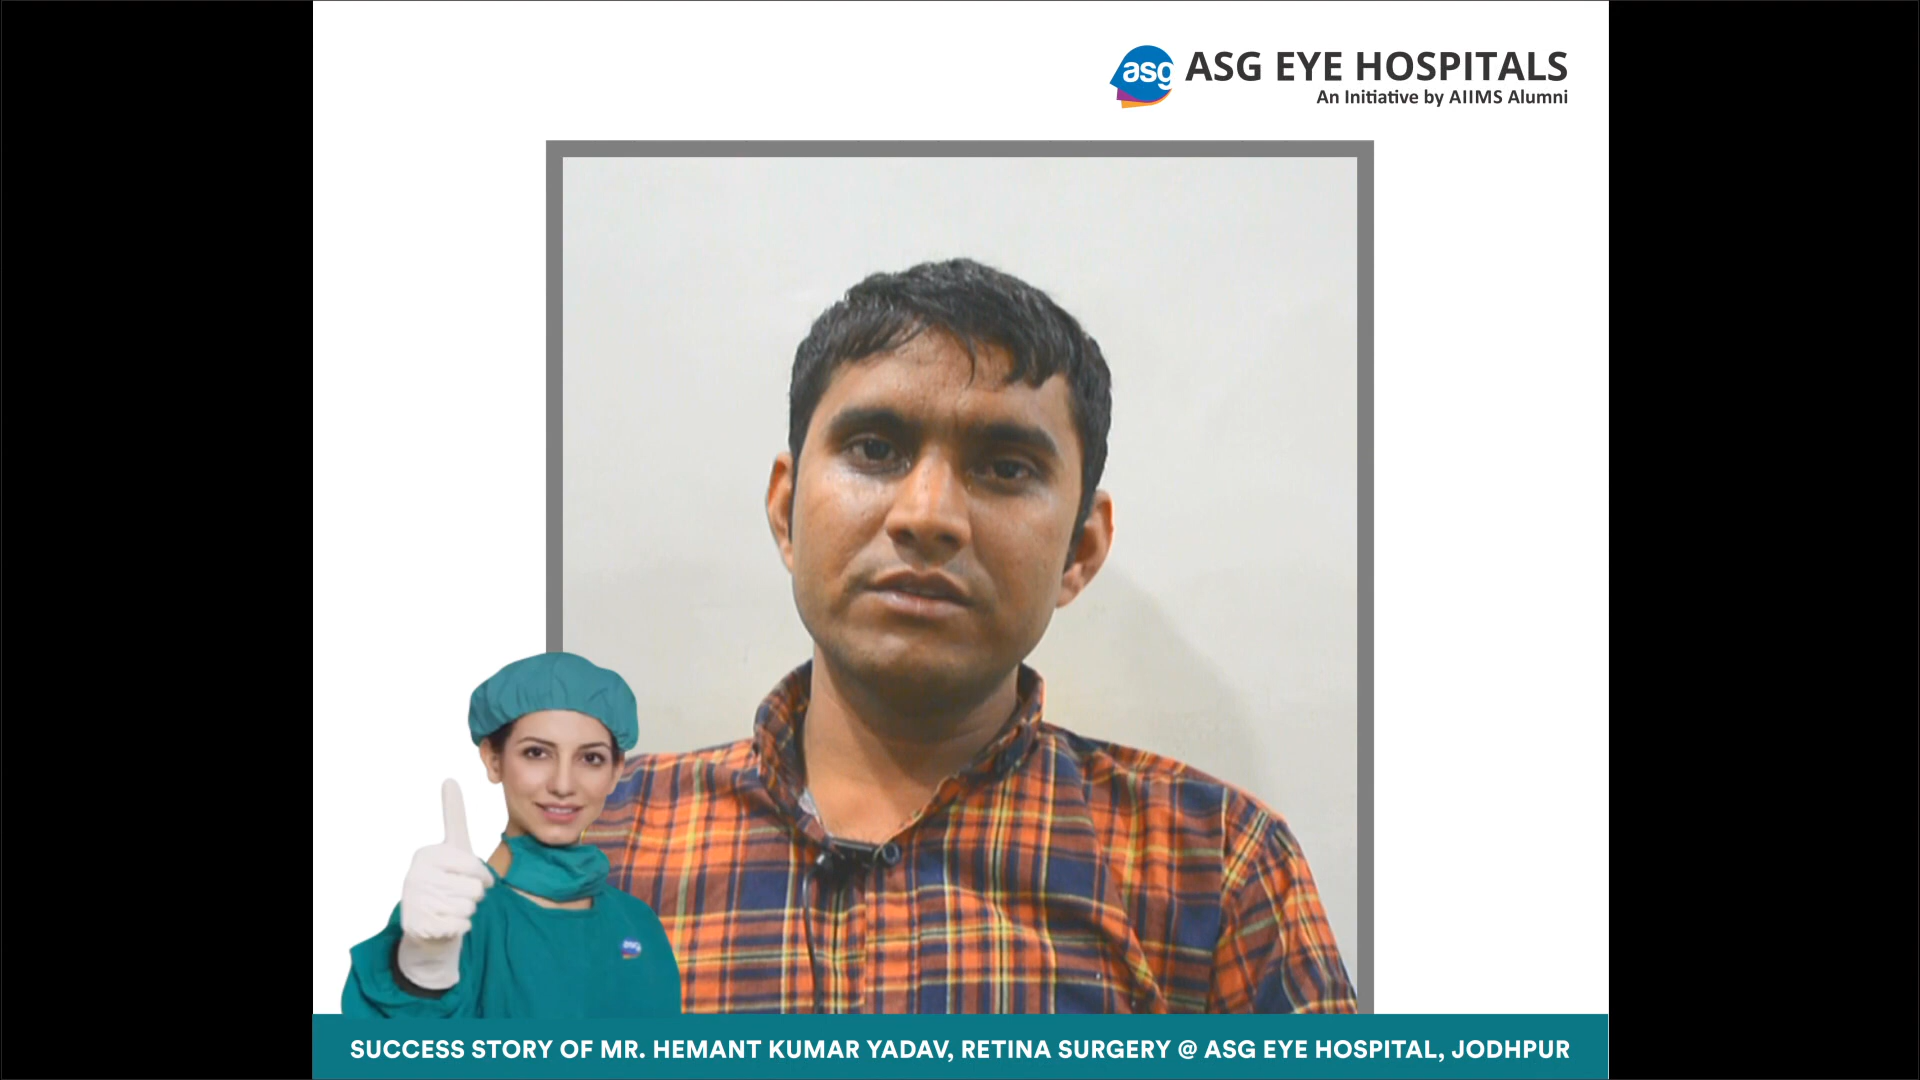 asg ASG EYE HOSPITALS
An Initiative by AIIMS Alumni
asg
SUCCESS STORY OF MR. HEMANT KUMAR YADAV, RETINA SURGERY @ ASG EYE HOSPITAL, JODHPUR